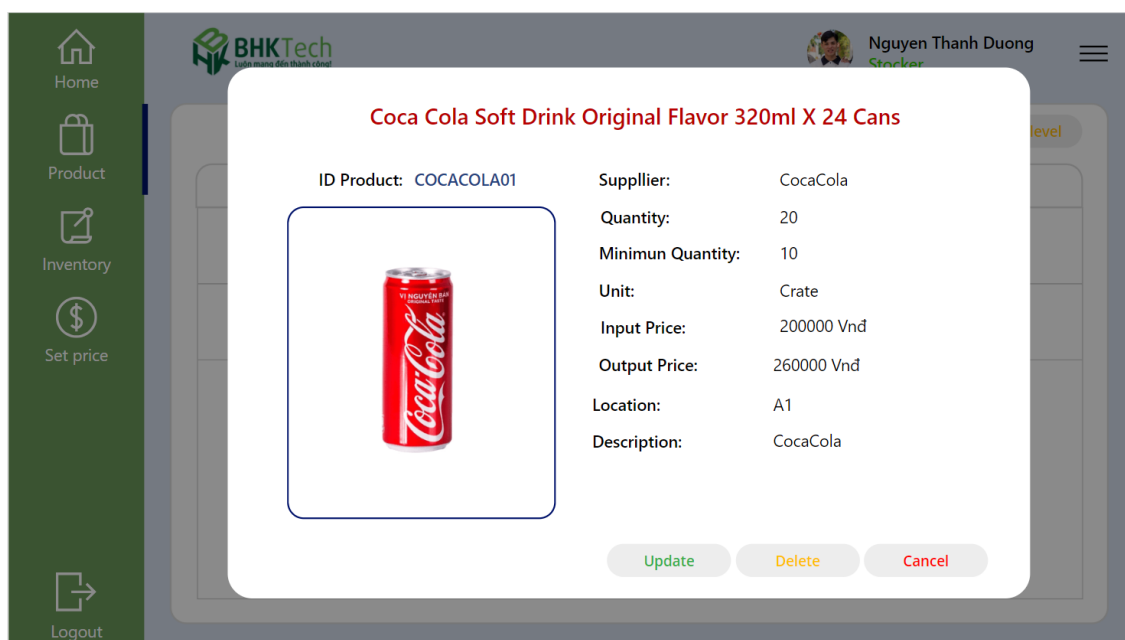 Home
Product
Inventory
Set price
Logout
BHKTech
Luôn mang đến thành công!
Nguyen Thanh Duong
Stocker
level
Coca Cola Soft Drink Original Flavor 320ml X 24 Cans
ID Product: COCACOLA01
VỊ NGUYÊN BẢN
ORIGINAL TASTE
Coca-Cola
Suppllier: CocaCola
Quantity: 20
Minimun Quantity: 10
Unit: Crate
Input Price: 200000 Vnđ
Output Price: 260000 Vnđ
Location: A1
Description: CocaCola
Update
Delete
Cancel